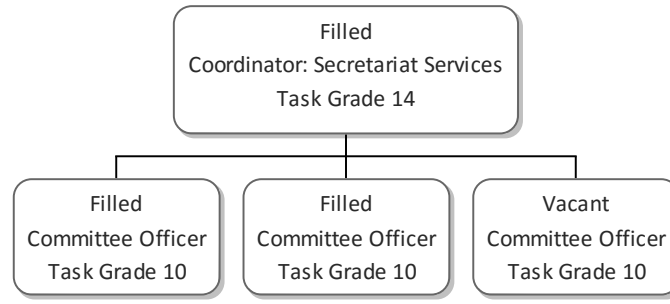 Filled
Coordinator: Secretariat Services
Task Grade 14
Filled
Committee Officer
Task Grade 10
Filled
Committee Officer
Task Grade 10
Vacant
Committee Officer
Task Grade 10